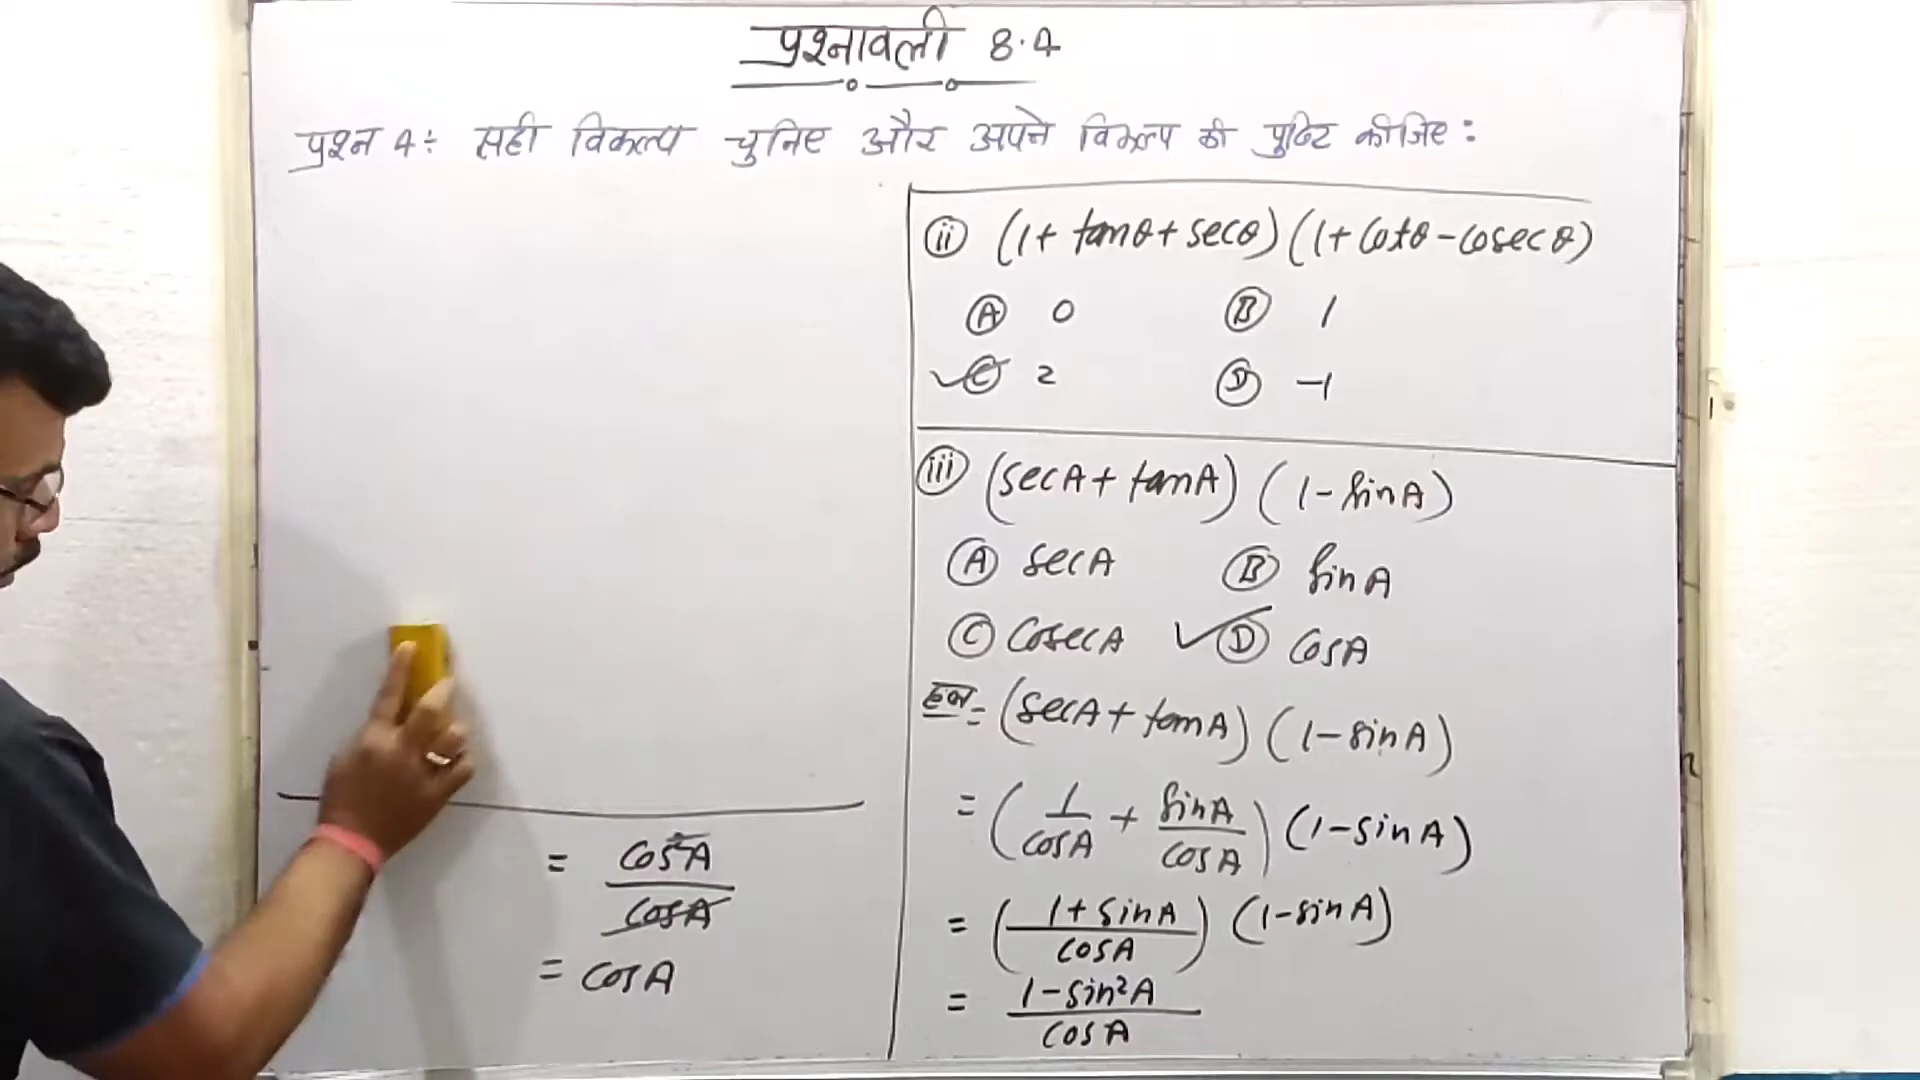 प्रश्नावली 8.4
प्रश्न 4÷ सही विकल्प चुनिए और अपने विकल्प की पुष्टि कीजिए :
(ii) (1 + tanθ + secθ) (1 + cotθ - cosecθ)
(A) 0 (B) 1
✓(C) 2 (D) -1
(iii) (secA + tanA) (1 - sinA)
(A) secA (B) sinA
(C) cosecA ✓(D) cosA
हल = (secA + tanA) (1 - sinA)
= (1/cosA + sinA/cosA) (1 - sinA)
= ((1 + sinA)/cosA) (1 - sinA)
= (1 - sin²A)/cosA
= cos²A/cosA
= cosA